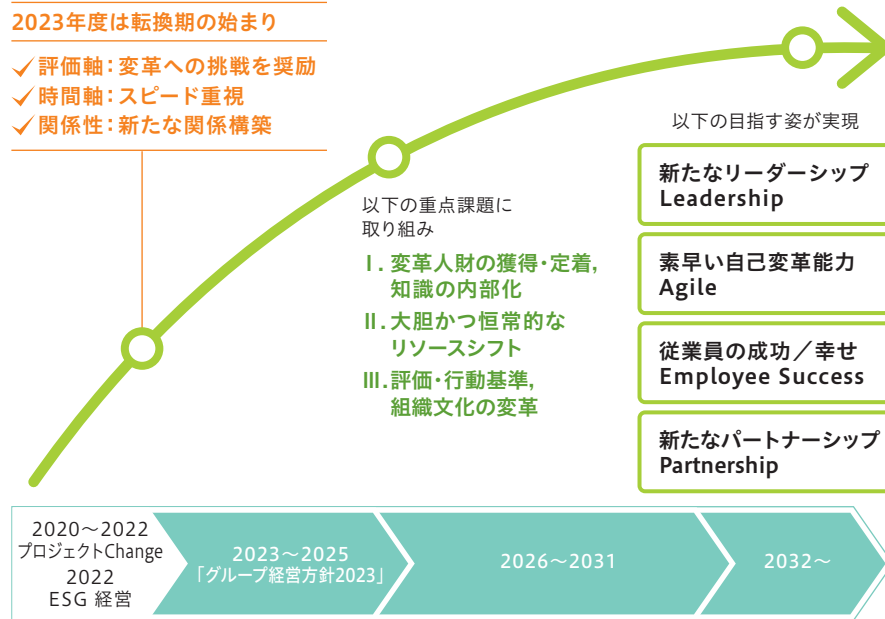 2023年度は転換期の始まり
✓評価軸：変革への挑戦を奨励
✓時間軸：スピード重視
✓関係性：新たな関係構築
以下の重点課題に
取り組み
Ⅰ. 変革人財の獲得・定着,
知識の内部化
Ⅱ. 大胆かつ恒常的な
リソースシフト
Ⅲ. 評価・行動基準,
組織文化の変革
以下の目指す姿が実現
新たなリーダーシップ
Leadership
素早い自己変革能力
Agile
従業員の成功／幸せ
Employee Success
新たなパートナーシップ
Partnership
2020～2022
プロジェクトChange
2022
ESG 経営
2023～2025
「グループ経営方針2023」
2026～2031
2032～